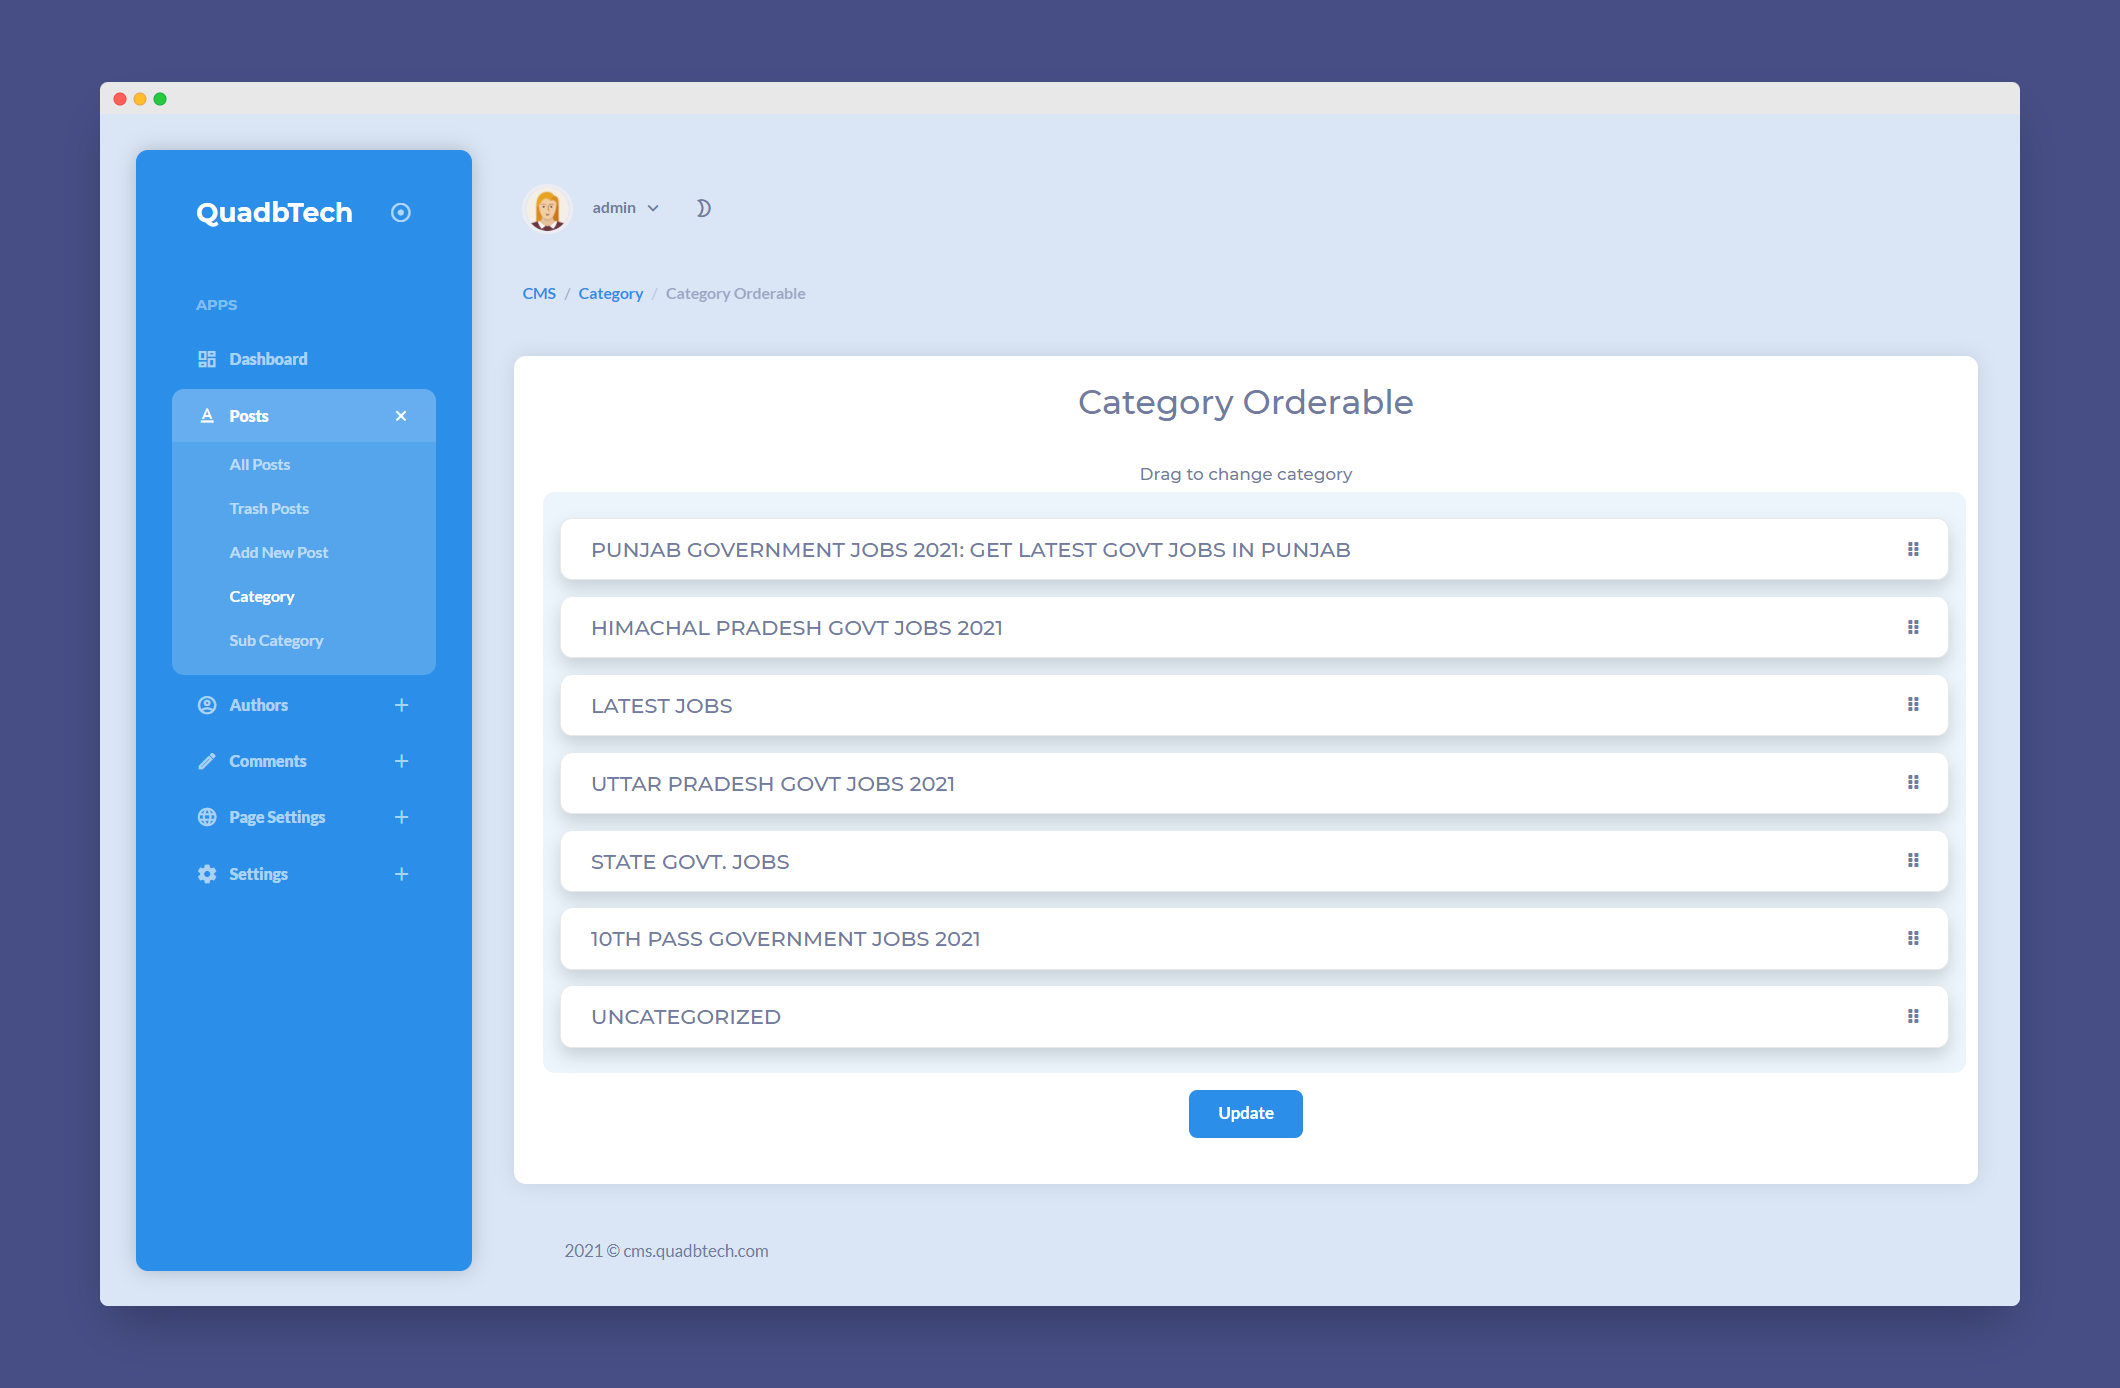 QuadbTech
APPS
Dashboard
Posts
All Posts
Trash Posts
Add New Post
Category
Sub Category
Authors
Comments
Page Settings
Settings
admin
CMS / Category / Category Orderable
Category Orderable
Drag to change category
PUNJAB GOVERNMENT JOBS 2021: GET LATEST GOVT JOBS IN PUNJAB
HIMACHAL PRADESH GOVT JOBS 2021
LATEST JOBS
UTTAR PRADESH GOVT JOBS 2021
STATE GOVT. JOBS
10TH PASS GOVERNMENT JOBS 2021
UNCATEGORIZED
Update
2021 © cms.quadbtech.com